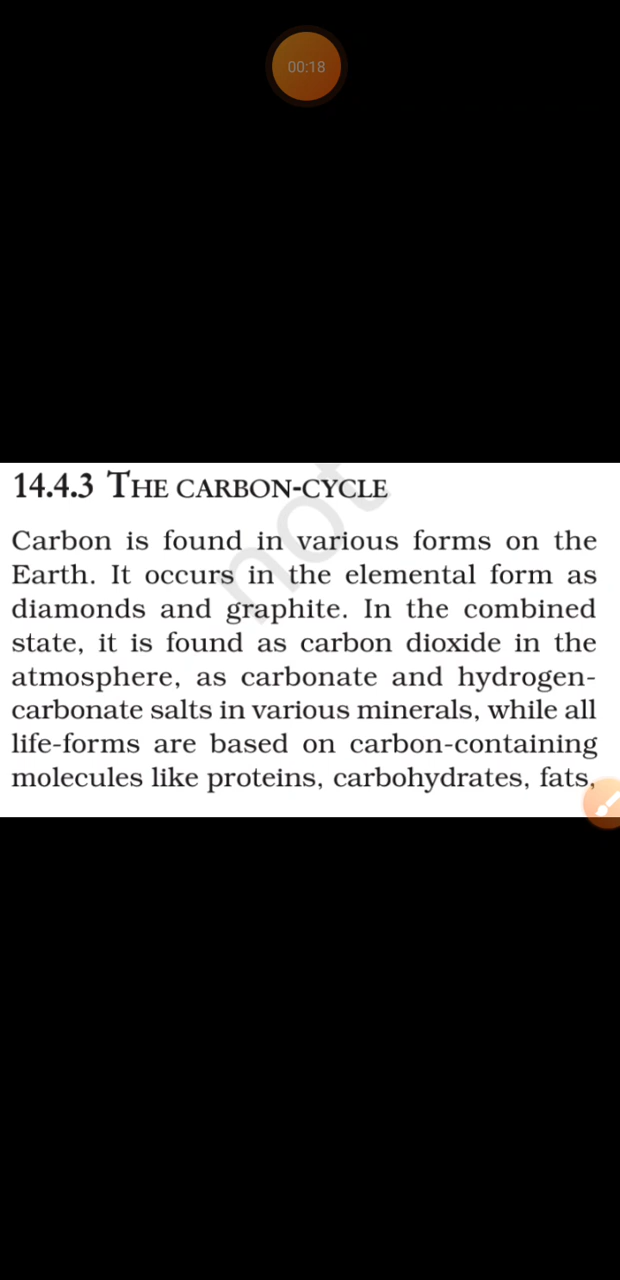 00:18
14.4.3 THE CARBON-CYCLE
not
Carbon is found in various forms on the
Earth. It occurs in the elemental form as
diamonds and graphite. In the combined
state, it is found as carbon dioxide in the
atmosphere, as carbonate and hydrogen-
carbonate salts in various minerals, while all
life-forms are based on carbon-containing
molecules like proteins, carbohydrates, fats,